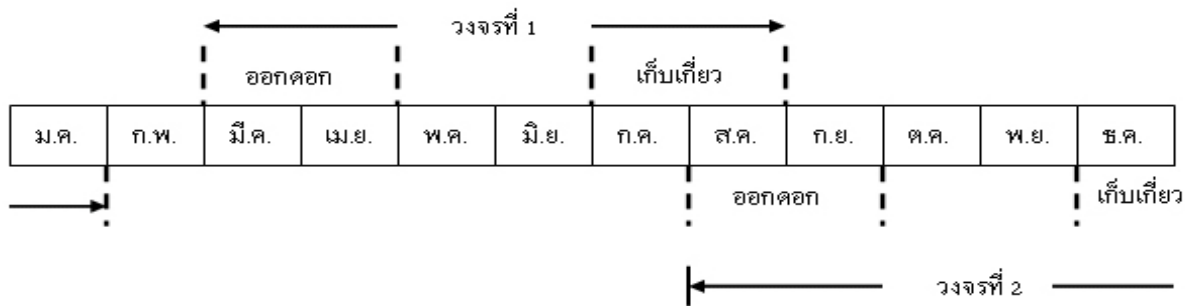 วงจรที่ 1
ออกดอก เก็บเกี่ยว
ม.ค. ก.พ. มี.ค. เม.ย. พ.ค. มิ.ย. ก.ค. ส.ค. ก.ย. ต.ค. พ.ย. ธ.ค.
ออกดอก เก็บเกี่ยว
วงจรที่ 2